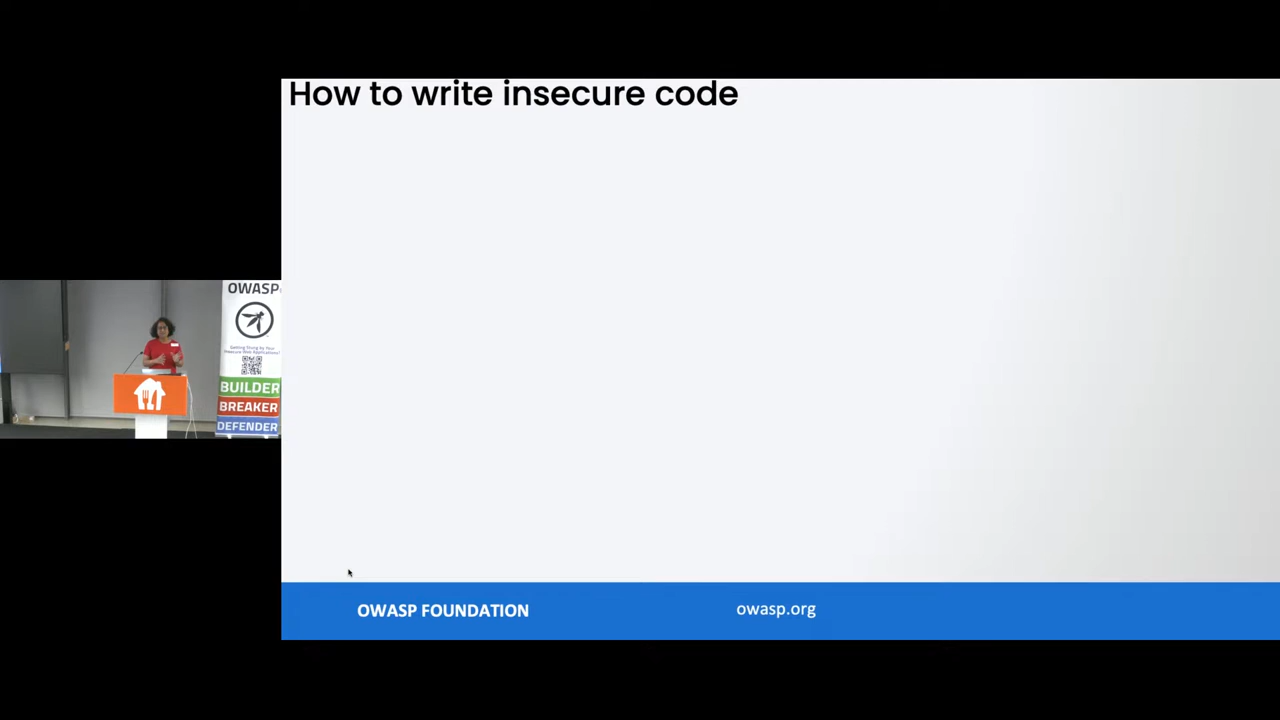 How to write insecure code
OWASP
BUILDER
BREAKER
DEFENDER
OWASP FOUNDATION
owasp.org